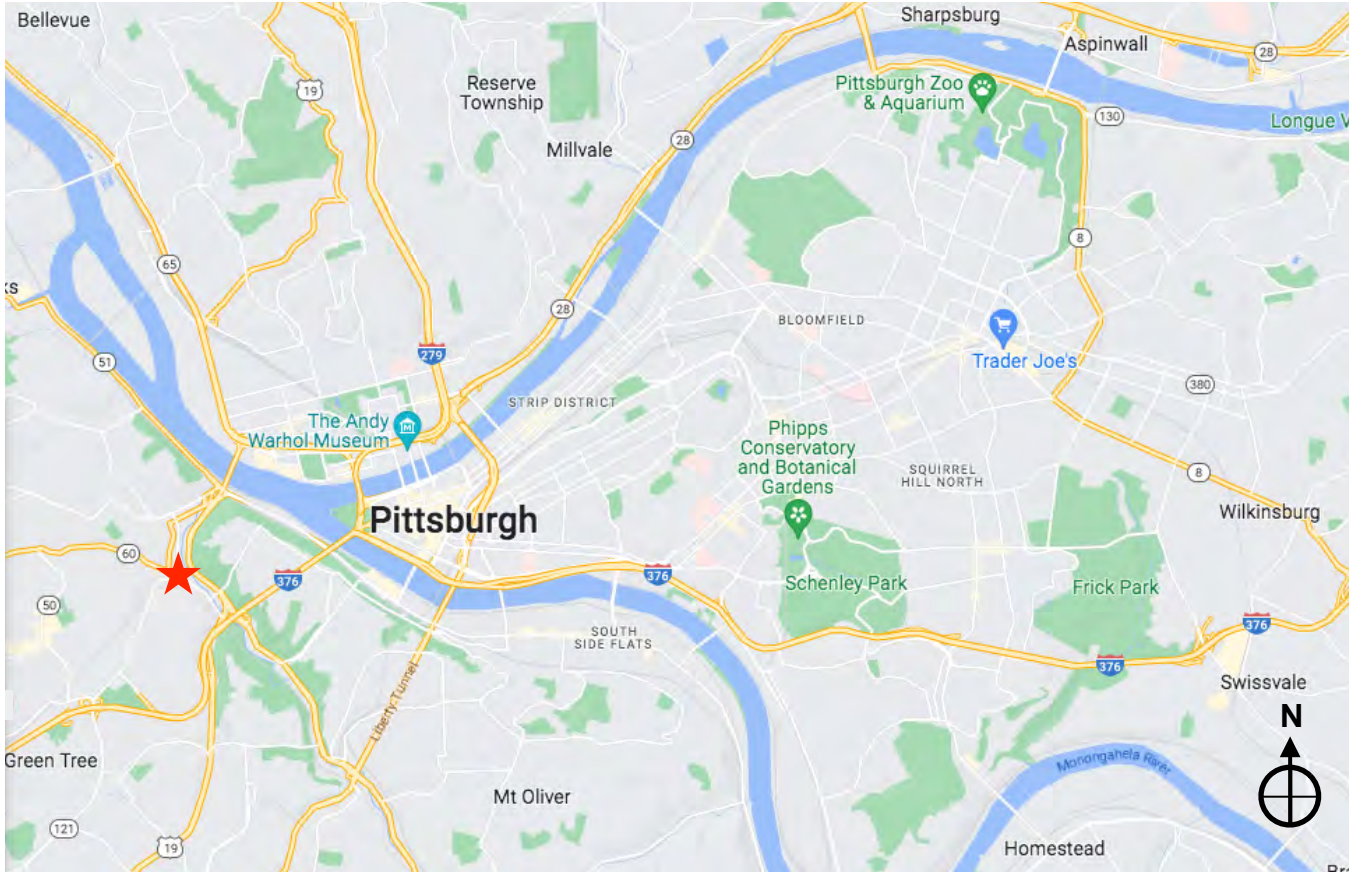 Bellevue
Sharpsburg
Aspinwall
28
19
Reserve
Township
Pittsburgh Zoo
& Aquarium
130
Longue V
28
Millvale
8
65
ks
28
BLOOMFIELD
51
279
Trader Joe's
380
STRIP DISTRICT
The Andy
Warhol Museum
M
Phipps
Conservatory
and Botanical
Gardens
SQUIRREL
HILL NORTH
8
Pittsburgh
Wilkinsburg
60
376
376
Schenley Park
Frick Park
50
376
SOUTH
SIDE FLATS
376
Liberty Tunnel
Swissvale
N
Green Tree
Monongahela River
Mt Oliver
121
19
Homestead
Bra